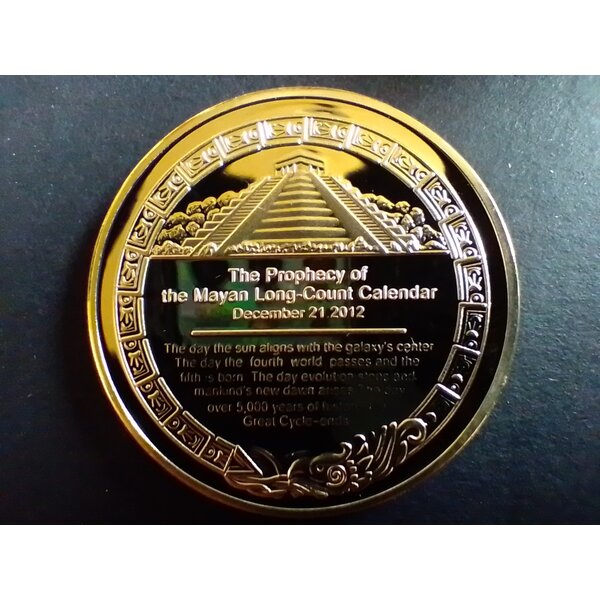 The Prophecy of
the Mayan Long-Count Calendar
December 21 2012
The day the sun aligns with the galaxy's center
The day the fourth world passes and the
fifth is born The day evolution and
mankind's new dawn
over 5,000 years of
Great Cycle-ends